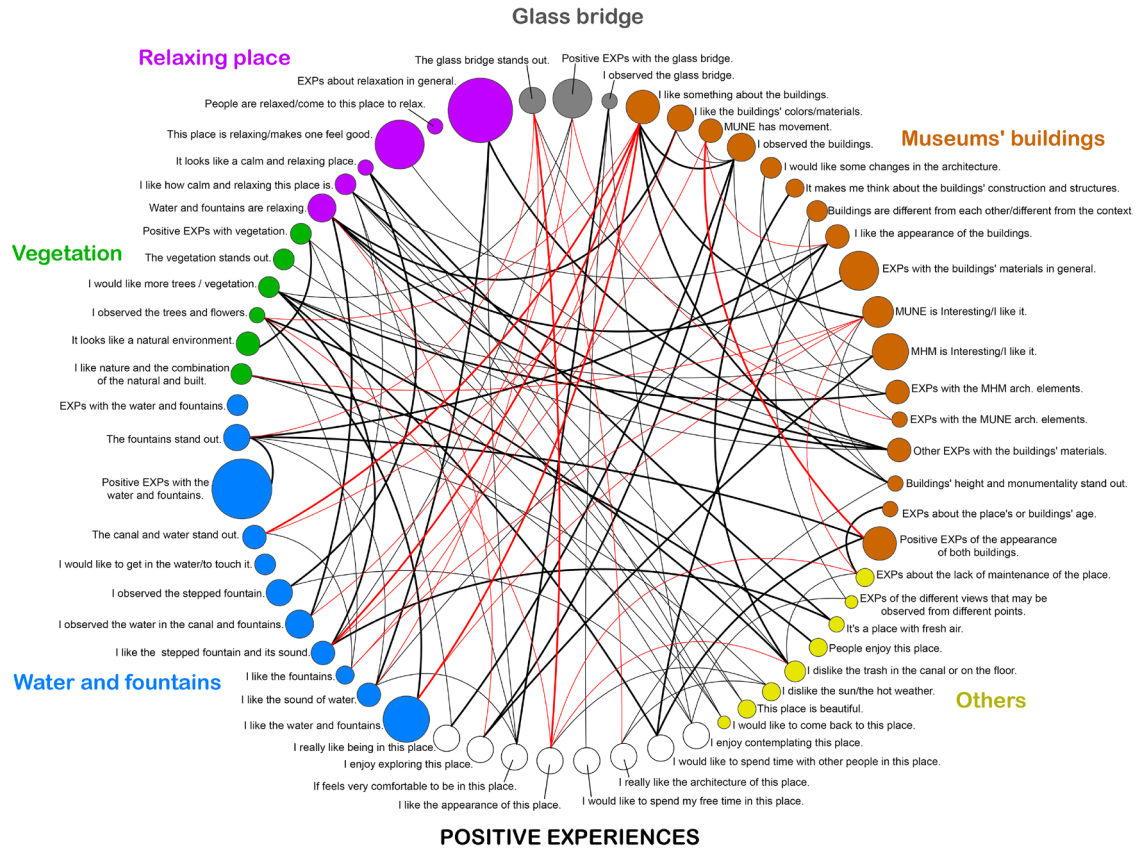 Glass bridge
Relaxing place
The glass bridge stands out.
Positive EXPs with the glass bridge.
I observed the glass bridge.
EXPs about relaxation in general.
People are relaxed/come to this place to relax.
This place is relaxing/makes one feel good.
It looks like a calm and relaxing place.
I like how calm and relaxing this place is.
Water and fountains are relaxing.
Vegetation
Positive EXPs with vegetation.
The vegetation stands out.
I would like more trees / vegetation.
I observed the trees and flowers.
It looks like a natural environment.
I like nature and the combination
of the natural and built.
EXPs with the water and fountains.
The fountains stand out.
Positive EXPs with the
water and fountains.
The canal and water stand out.
I would like to get in the water/to touch it.
I observed the stepped fountain.
I observed the water in the canal and fountains.
I like the stepped fountain and its sound.
I like the fountains.
I like the sound of water.
I like the water and fountains.
Water and fountains
I like something about the buildings.
I like the buildings' colors/materials.
MUNE has movement.
I observed the buildings.
Museums' buildings
I would like some changes in the architecture.
It makes me think about the buildings' construction and structures.
Buildings are different from each other/different from the context
I like the appearance of the buildings.
EXPs with the buildings' materials in general.
MUNE is Interesting/I like it.
MHM is Interesting/I like it.
EXPs with the MHM arch. elements.
EXPs with the MUNE arch. elements.
Other EXPs with the buildings' materials.
Buildings' height and monumentality stand out.
EXPs about the place's or buildings' age.
Positive EXPs of the appearance
of both buildings.
EXPs about the lack of maintenance of the place.
EXPs of the different views that may be
observed from different points.
It's a place with fresh air.
People enjoy this place.
I dislike the trash in the canal or on the floor.
I dislike the sun/the hot weather.
This place is beautiful.
I would like to come back to this place.
Others
I really like being in this place.
I enjoy exploring this place.
If feels very comfortable to be in this place.
I like the appearance of this place.
I would like to spend my free time in this place.
I really like the architecture of this place.
I would like to spend time with other people in this place.
I enjoy contemplating this place.
POSITIVE EXPERIENCES